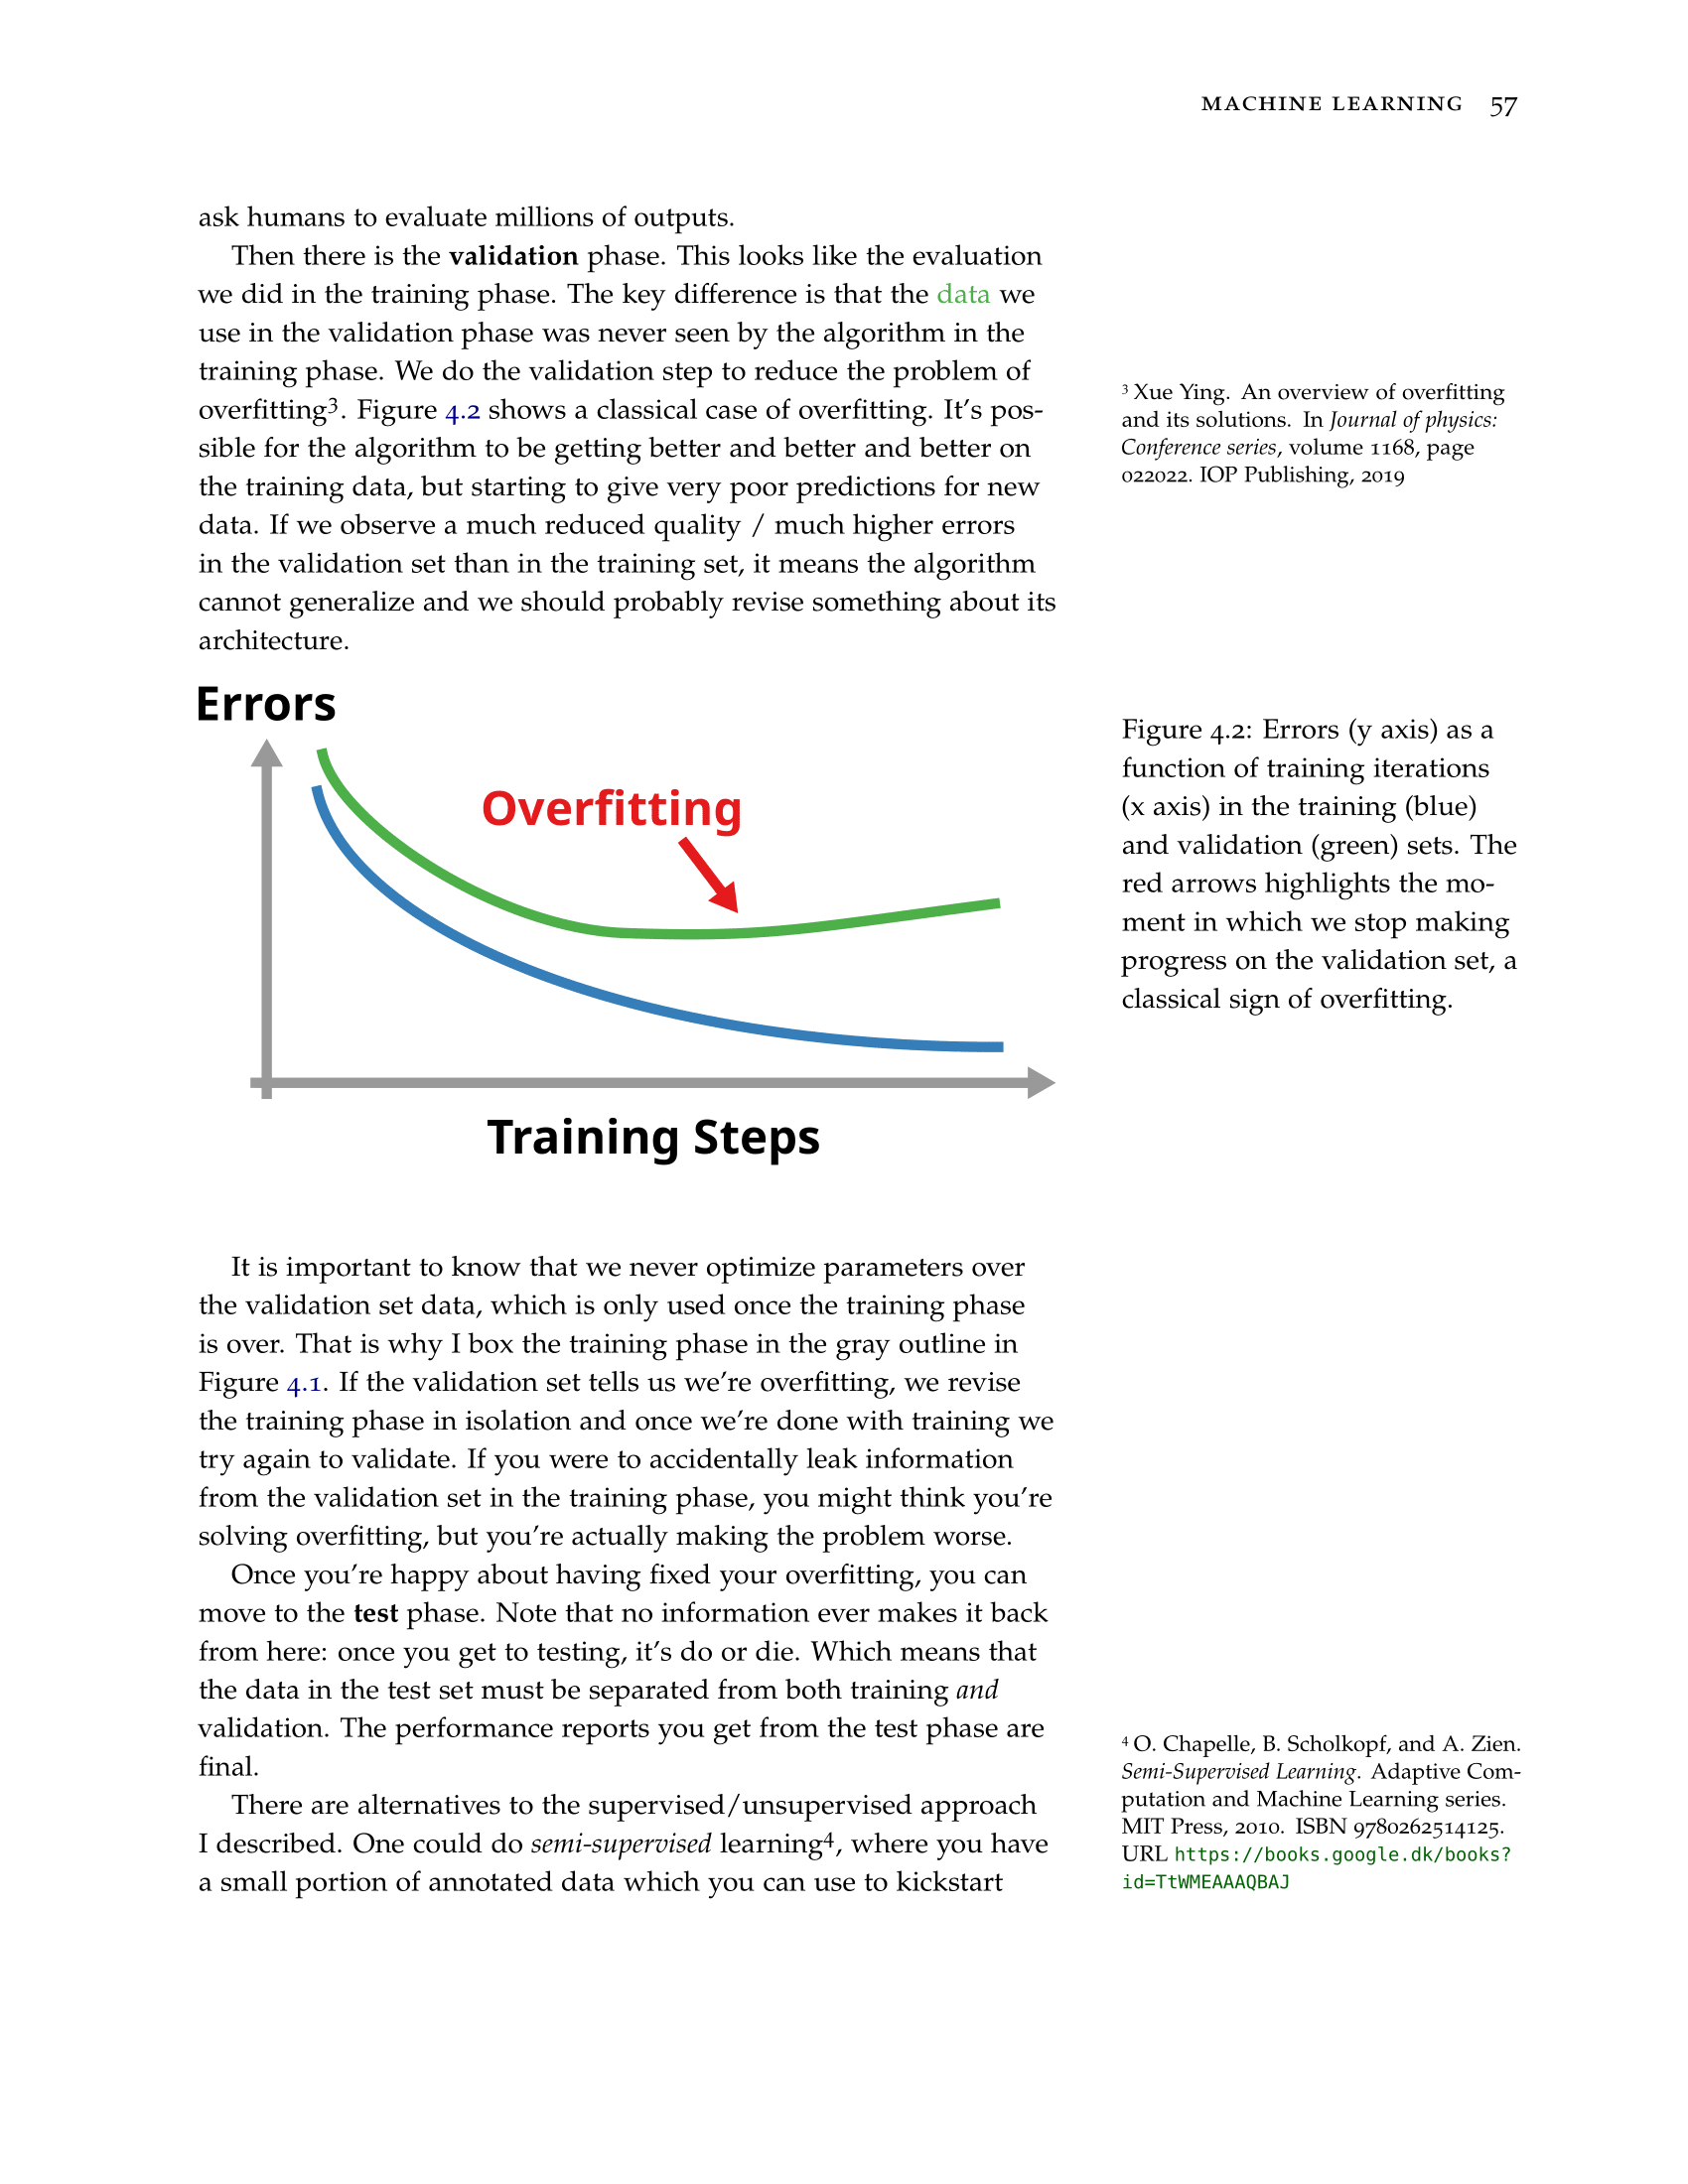 MACHINE LEARNING 57
ask humans to evaluate millions of outputs.
Then there is the validation phase. This looks like the evaluation
we did in the training phase. The key difference is that the data we
use in the validation phase was never seen by the algorithm in the
training phase. We do the validation step to reduce the problem of
overfitting3. Figure 4.2 shows a classical case of overfitting. It's pos-
sible for the algorithm to be getting better and better and better on
the training data, but starting to give very poor predictions for new
data. If we observe a much reduced quality / much higher errors
in the validation set than in the training set, it means the algorithm
cannot generalize and we should probably revise something about its
architecture.
3 Xue Ying. An overview of overfitting
and its solutions. In Journal of physics:
Conference series, volume 1168, page
022022. IOP Publishing, 2019
Errors
Overfitting
Training Steps
Figure 4.2: Errors (y axis) as a
function of training iterations
(x axis) in the training (blue)
and validation (green) sets. The
red arrows highlights the mo-
ment in which we stop making
progress on the validation set, a
classical sign of overfitting.
It is important to know that we never optimize parameters over
the validation set data, which is only used once the training phase
is over. That is why I box the training phase in the gray outline in
Figure 4.1. If the validation set tells us we're overfitting, we revise
the training phase in isolation and once we're done with training we
try again to validate. If you were to accidentally leak information
from the validation set in the training phase, you might think you're
solving overfitting, but you're actually making the problem worse.
Once you're happy about having fixed your overfitting, you can
move to the test phase. Note that no information ever makes it back
from here: once you get to testing, it's do or die. Which means that
the data in the test set must be separated from both training and
validation. The performance reports you get from the test phase are
final.
There are alternatives to the supervised/unsupervised approach
I described. One could do semi-supervised learning4, where you have
a small portion of annotated data which you can use to kickstart
4 O. Chapelle, B. Scholkopf, and A. Zien.
Semi-Supervised Learning. Adaptive Com-
putation and Machine Learning series.
MIT Press, 2010. ISBN 9780262514125.
URL https://books.google.dk/books?
id=TtWMEAAAQBAJ